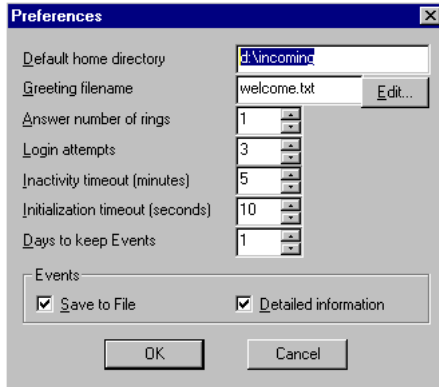 Preferences
Default home directory d:\incoming
Greeting filename welcome.txt Edit...
Answer number of rings 1
Login attempts 3
Inactivity timeout (minutes) 5
Initialization timeout (seconds) 10
Days to keep Events 1
Events
Save to File Detailed information
OK Cancel